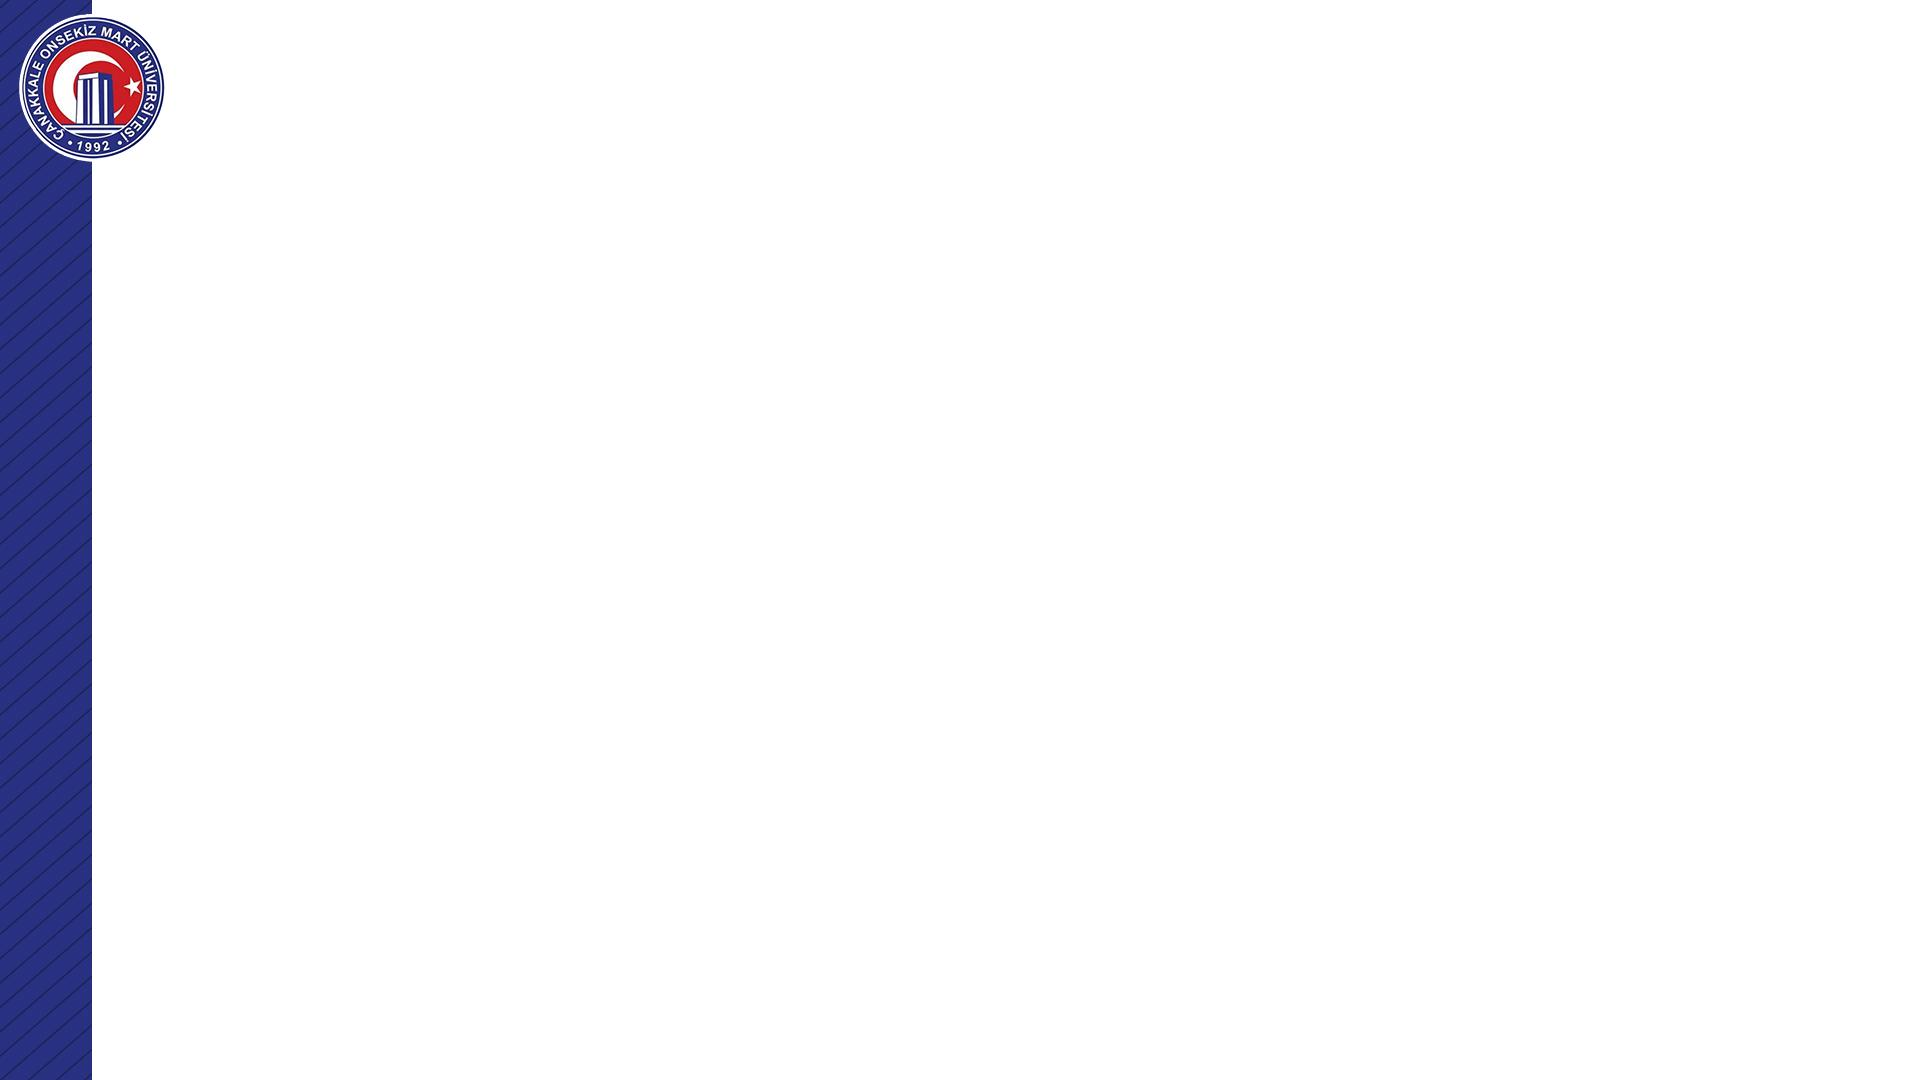 ÇANAKKALE ONSEKİZ MART ÜNİVERSİTESİ
• 1992 •